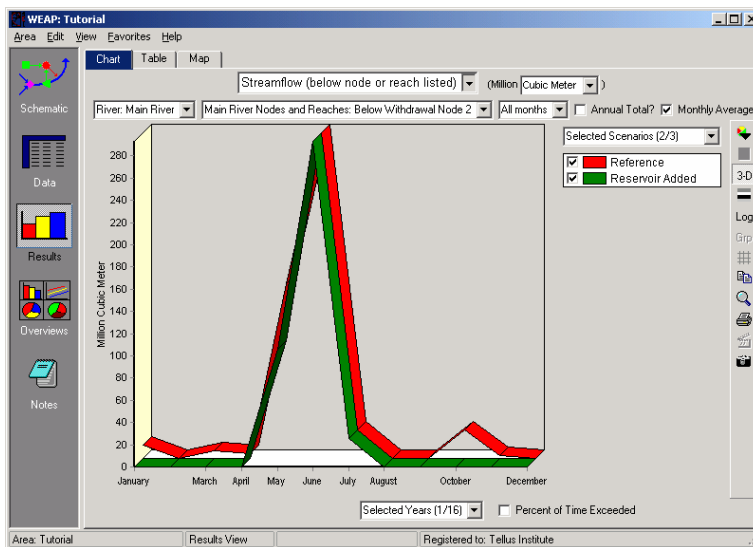 WEAP: Tutorial
Area Edit View Favorites Help
Chart Table Map
Streamflow (below node or reach listed) (Million Cubic Meter )
River: Main River Main River Nodes and Reaches: Below Withdrawal Node 2 All months Annual Total? Monthly Average
Selected Scenarios (2/3)
Reference
Reservoir Added
Schematic
Data
Results
Overviews
Notes
3-D
Log
Grp
Million Cubic Meter
280
260
240
220
200
180
160
140
120
100
80
60
40
20
0
January March April May June July August October December
Selected Years (1/16) Percent of Time Exceeded
Area: Tutorial Results View Registered to: Tellus Institute